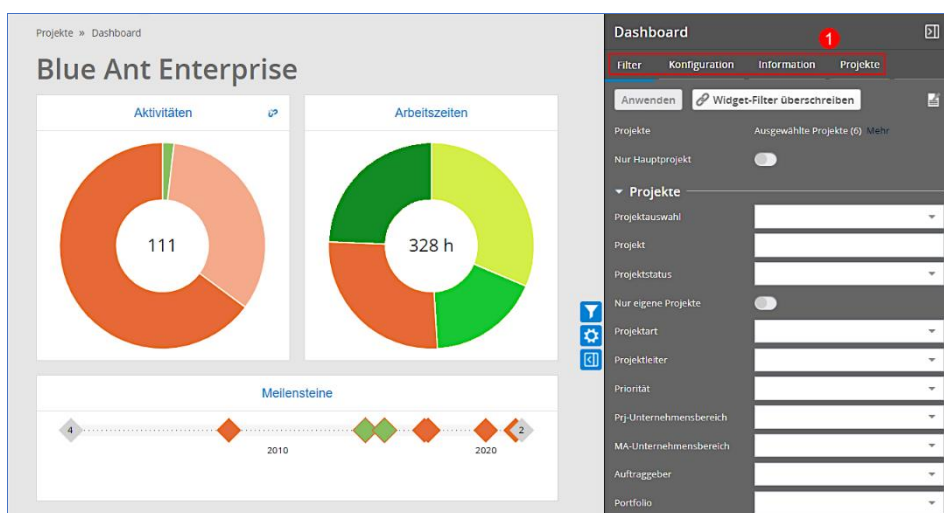 Projekte » Dashboard
Blue Ant Enterprise
Aktivitäten
Arbeitszeiten
111
328 h
Meilensteine
4
2
2010
2020
Dashboard
1
Filter Konfiguration Information Projekte
Anwenden Widget-Filter überschreiben
Projekte Ausgewählte Projekte (6) Mehr
Nur Hauptprojekt
Projekte
Projektauswahl
Projekt
Projektstatus
Nur eigene Projekte
Projektart
Projektleiter
Priorität
Prj-Unternehmensbereich
MA-Unternehmensbereich
Auftraggeber
Portfolio